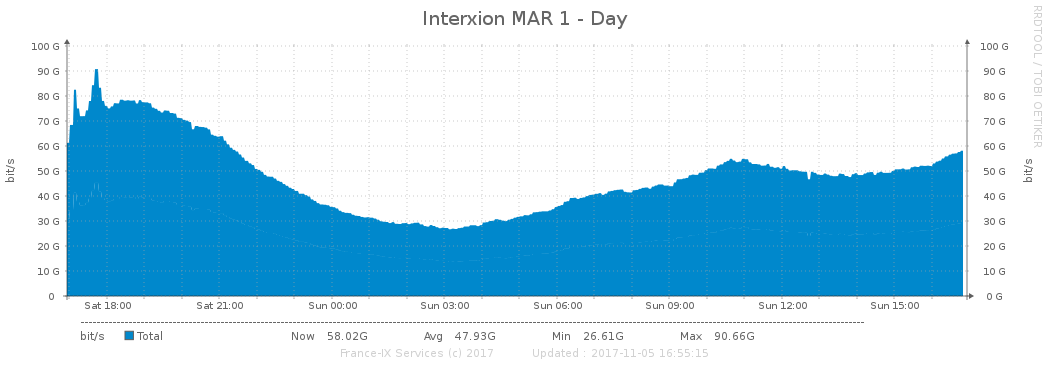 Interxion MAR 1 - Day
RRDTOOL / TOBI OETIKER
bit/s
100 G 100 G
90 G 90 G
80 G 80 G
70 G 70 G
60 G 60 G
50 G 50 G
40 G 40 G
30 G 30 G
20 G 20 G
10 G 10 G
0 0 G
bit/s
Sat 18:00 Sat 21:00 Sun 00:00 Sun 03:00 Sun 06:00 Sun 09:00 Sun 12:00 Sun 15:00
bit/s Total Now 58.02G Avg 47.93G Min 26.61G Max 90.66G
France-IX Services (c) 2017 Updated : 2017-11-05 16:55:15